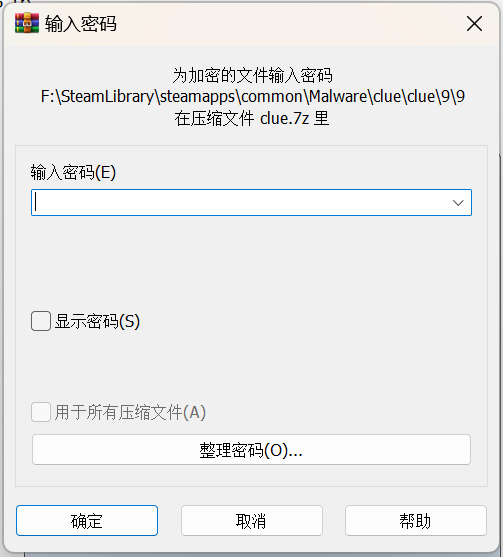 输入密码
为加密的文件输入密码
F:\SteamLibrary\steamapps\common\Malware\clue\clue\9\9
在压缩文件 clue.7z 里
输入密码(E)
显示密码(S)
用于所有压缩文件(A)
整理密码(O)...
确定
取消
帮助